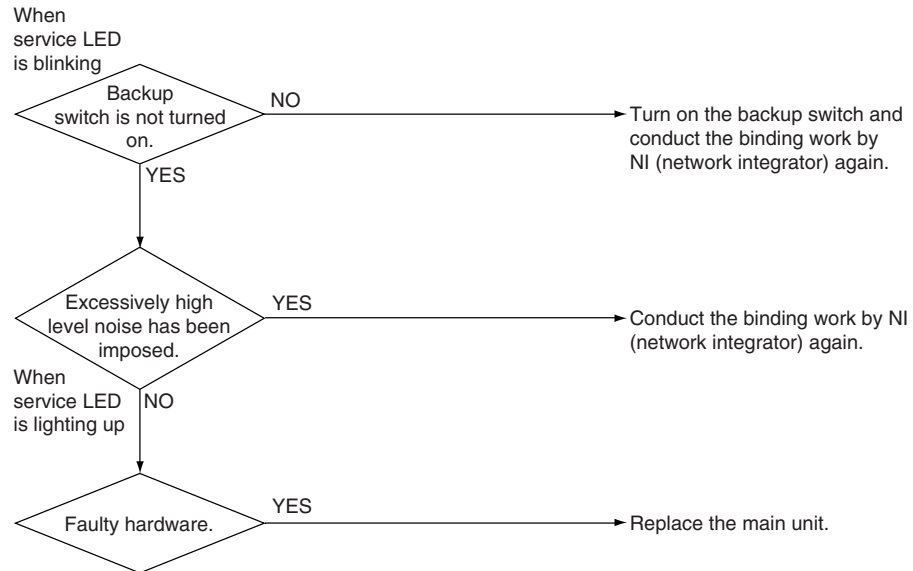 When
service LED
is blinking
Backup
switch is not turned
on.
NO
Turn on the backup switch and
conduct the binding work by
NI (network integrator) again.
YES
Excessively high
level noise has been
imposed.
YES
Conduct the binding work by NI
(network integrator) again.
When
service LED
is lighting up
NO
Faulty hardware.
YES
Replace the main unit.